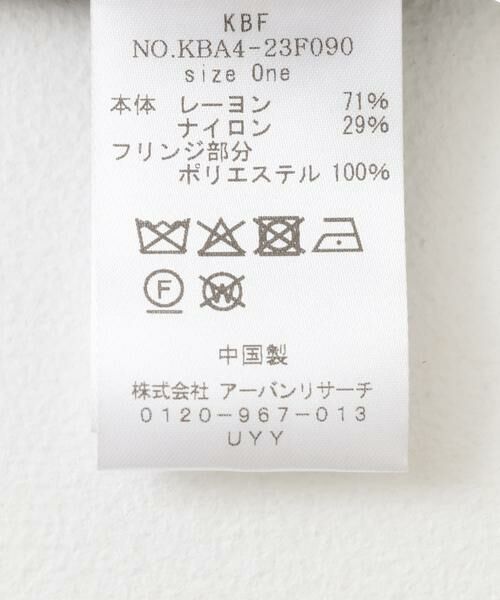 KBF
NO.KBA4-23F090
size One
本体 レーヨン 71%
ナイロン 29%
フリンジ部分
ポリエステル 100%
F W
中国製
株式会社 アーバンリサーチ
0120-967-013
UYY